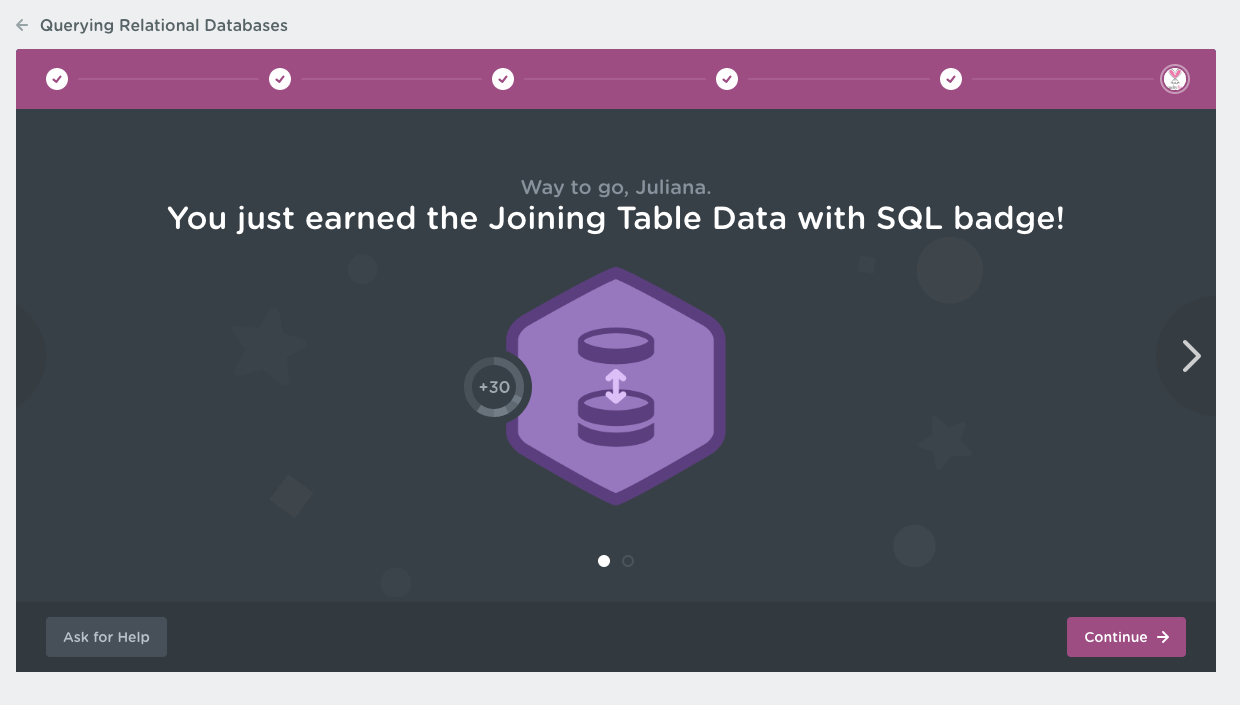 Querying Relational Databases
Way to go, Juliana.
You just earned the Joining Table Data with SQL badge!
+30
Ask for Help
Continue